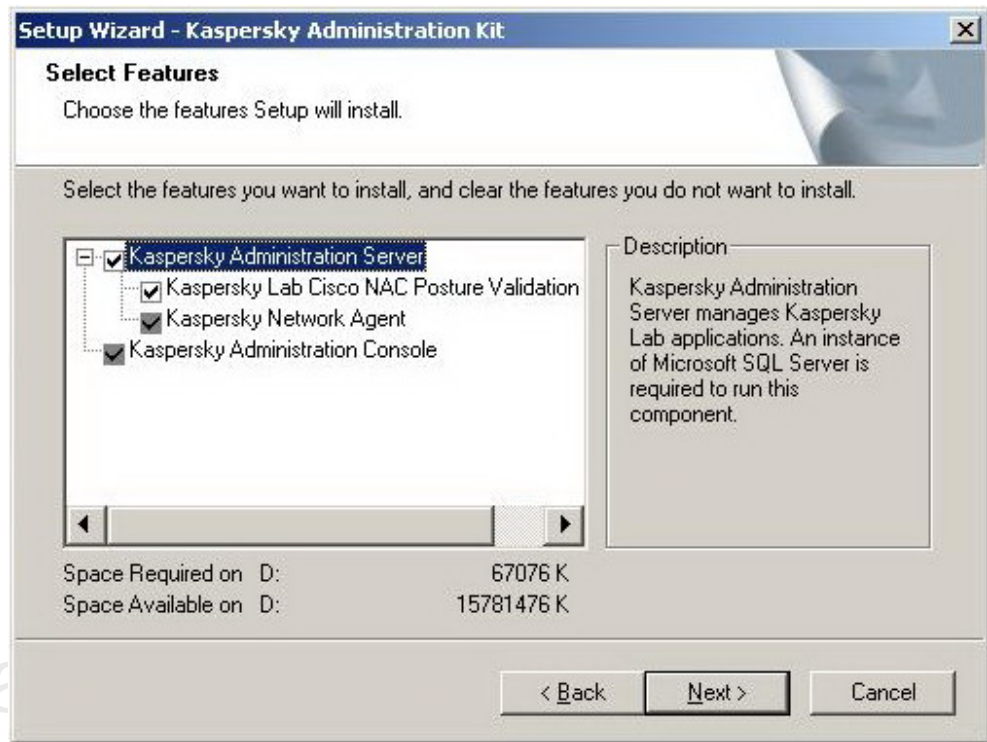 Setup Wizard - Kaspersky Administration Kit
Select Features
Choose the features Setup will install.
Select the features you want to install, and clear the features you do not want to install.
Kaspersky Administration Server
Kaspersky Lab Cisco NAC Posture Validation
Kaspersky Network Agent
Kaspersky Administration Console
Description
Kaspersky Administration
Server manages Kaspersky
Lab applications. An instance
of Microsoft SQL Server is
required to run this
component.
Space Required on D: 67076 K
Space Available on D: 15781476 K
< Back
Next >
Cancel